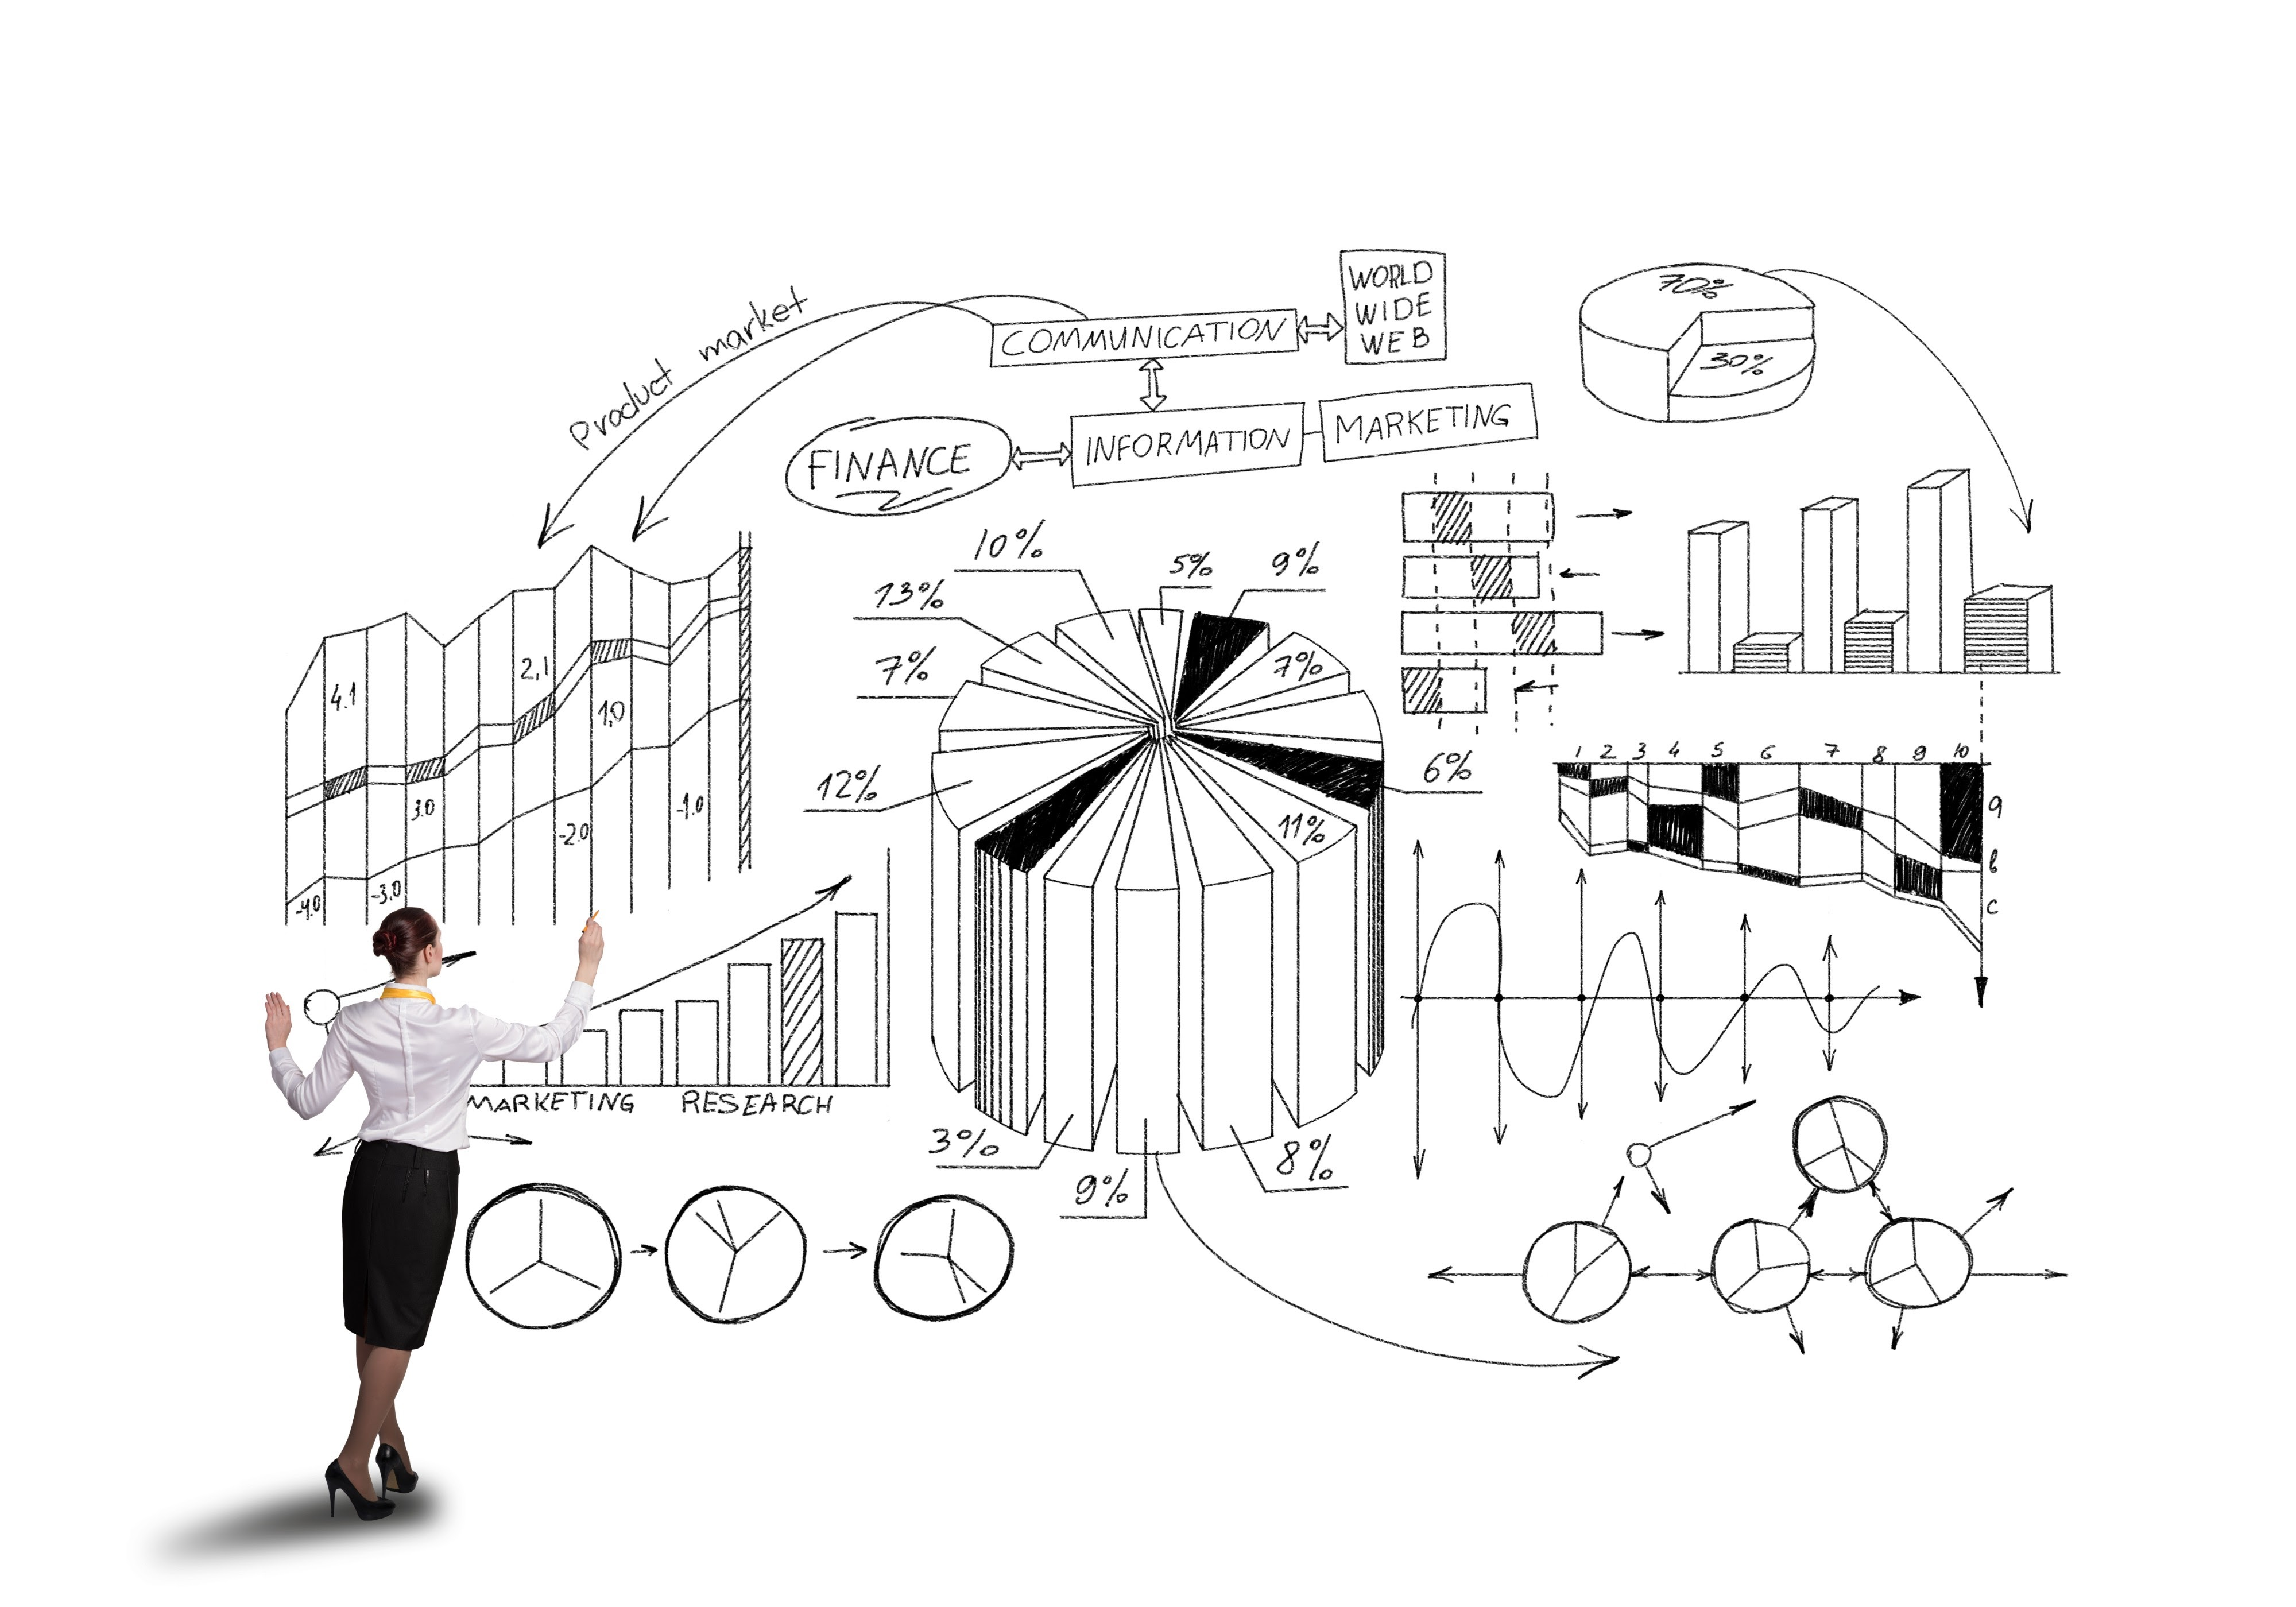 WORLD
WIDE
WEB
COMMUNICATION
Product market
70%
30%
FINANCE
INFORMATION
MARKETING
10%
5%
9%
13%
7%
7%
12%
6%
11%
3%
9%
8%
4.1
2,1
1,0
3.0
-2.0
-1.0
-4.0
-3.0
MARKETING RESEARCH
1 2 3 4 5 6 7 8 9 10
a
b
c